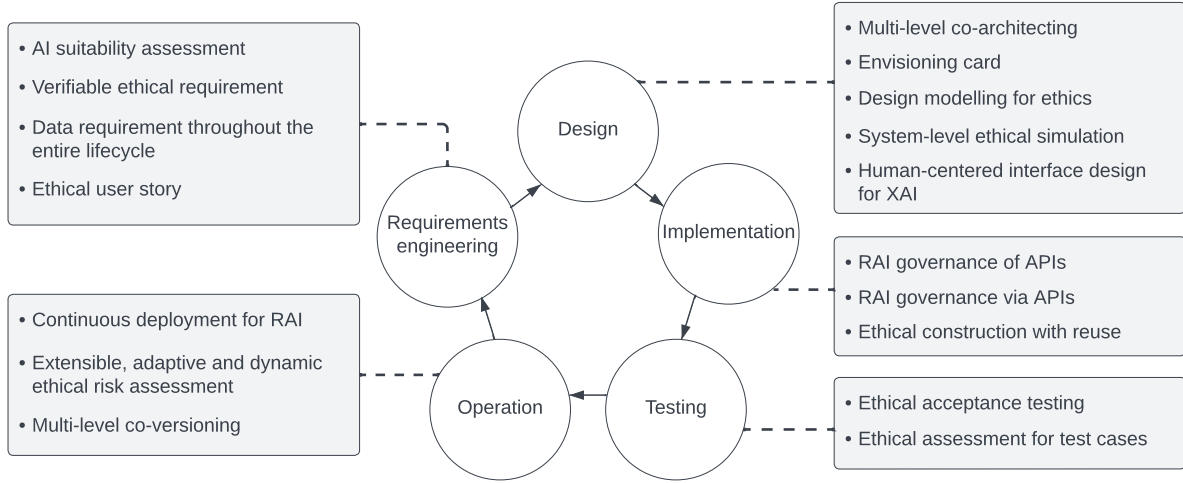 • AI suitability assessment
• Verifiable ethical requirement
• Data requirement throughout the
entire lifecycle
• Ethical user story
Design
• Multi-level co-architecting
• Envisioning card
• Design modelling for ethics
• System-level ethical simulation
• Human-centered interface design
for XAI
Requirements
engineering
Implementation
• RAI governance of APIs
• RAI governance via APIs
• Ethical construction with reuse
• Continuous deployment for RAI
• Extensible, adaptive and dynamic
ethical risk assessment
• Multi-level co-versioning
Operation
Testing
• Ethical acceptance testing
• Ethical assessment for test cases